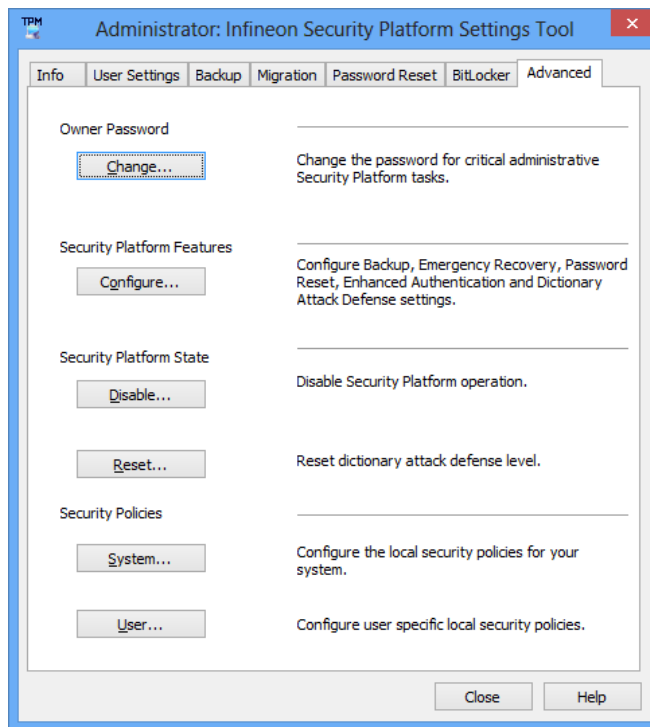 TPM
Administrator: Infineon Security Platform Settings Tool
Info User Settings Backup Migration Password Reset BitLocker Advanced
Owner Password
Change...
Change the password for critical administrative
Security Platform tasks.
Security Platform Features
Configure...
Configure Backup, Emergency Recovery, Password
Reset, Enhanced Authentication and Dictionary
Attack Defense settings.
Security Platform State
Disable...
Disable Security Platform operation.
Reset...
Reset dictionary attack defense level.
Security Policies
System...
Configure the local security policies for your
system.
User...
Configure user specific local security policies.
Close Help